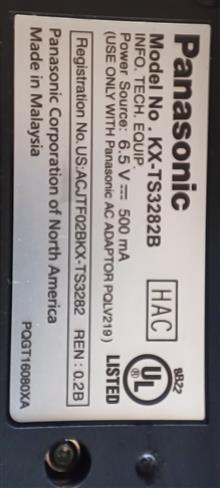 Panasonic
Model No. KX-TS3282B
HAC
INFO. TECH. EQUIP.
Power Source: 6.5 V ⎓ 500 mA
(USE ONLY WITH Panasonic AC ADAPTOR PQLV219)
8B22
UL
LISTED
Registration No. US:ACJTF02BKX-TS3282 REN : 0.2B
Panasonic Corporation of North America
Made in Malaysia
PQGT16080XA